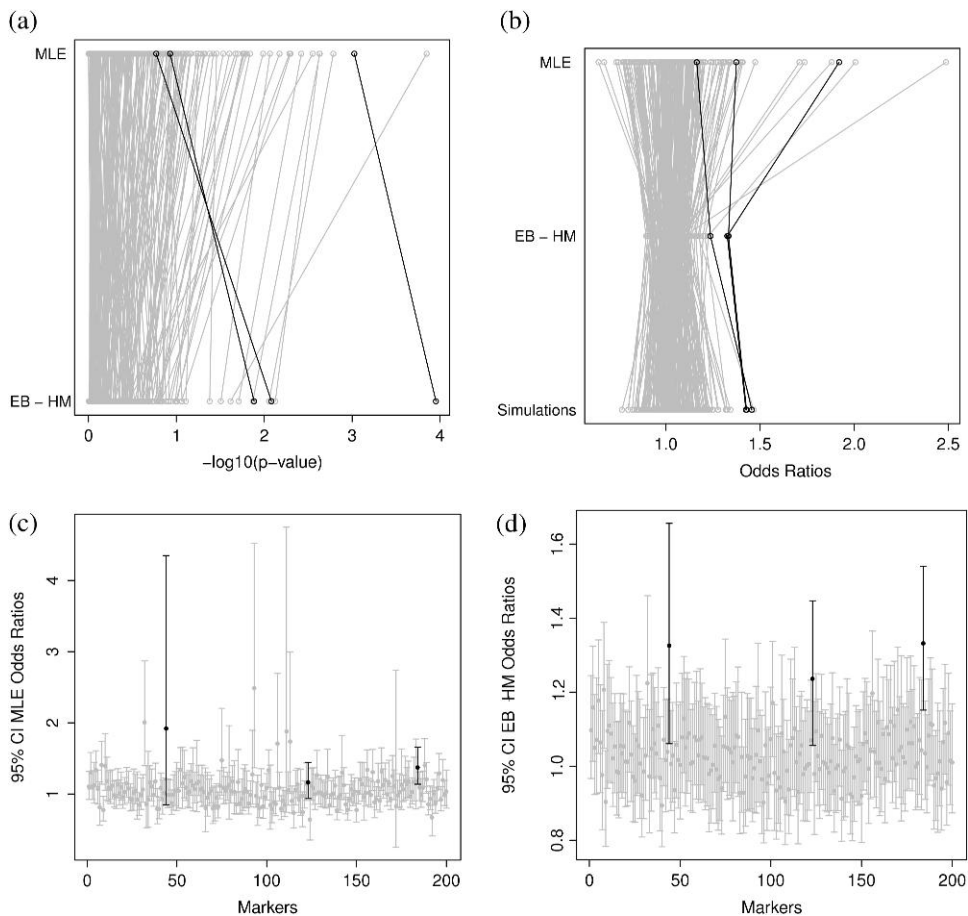 (a)
MLE
EB – HM
0 1 2 3 4
−log10(p−value)
(b)
MLE
EB – HM
Simulations
1.0 1.5 2.0 2.5
Odds Ratios
(c)
95% CI MLE Odds Ratios
4
3
2
1
0 50 100 150 200
Markers
(d)
95% CI EB HM Odds Ratios
1.6
1.4
1.2
1.0
0.8
0 50 100 150 200
Markers